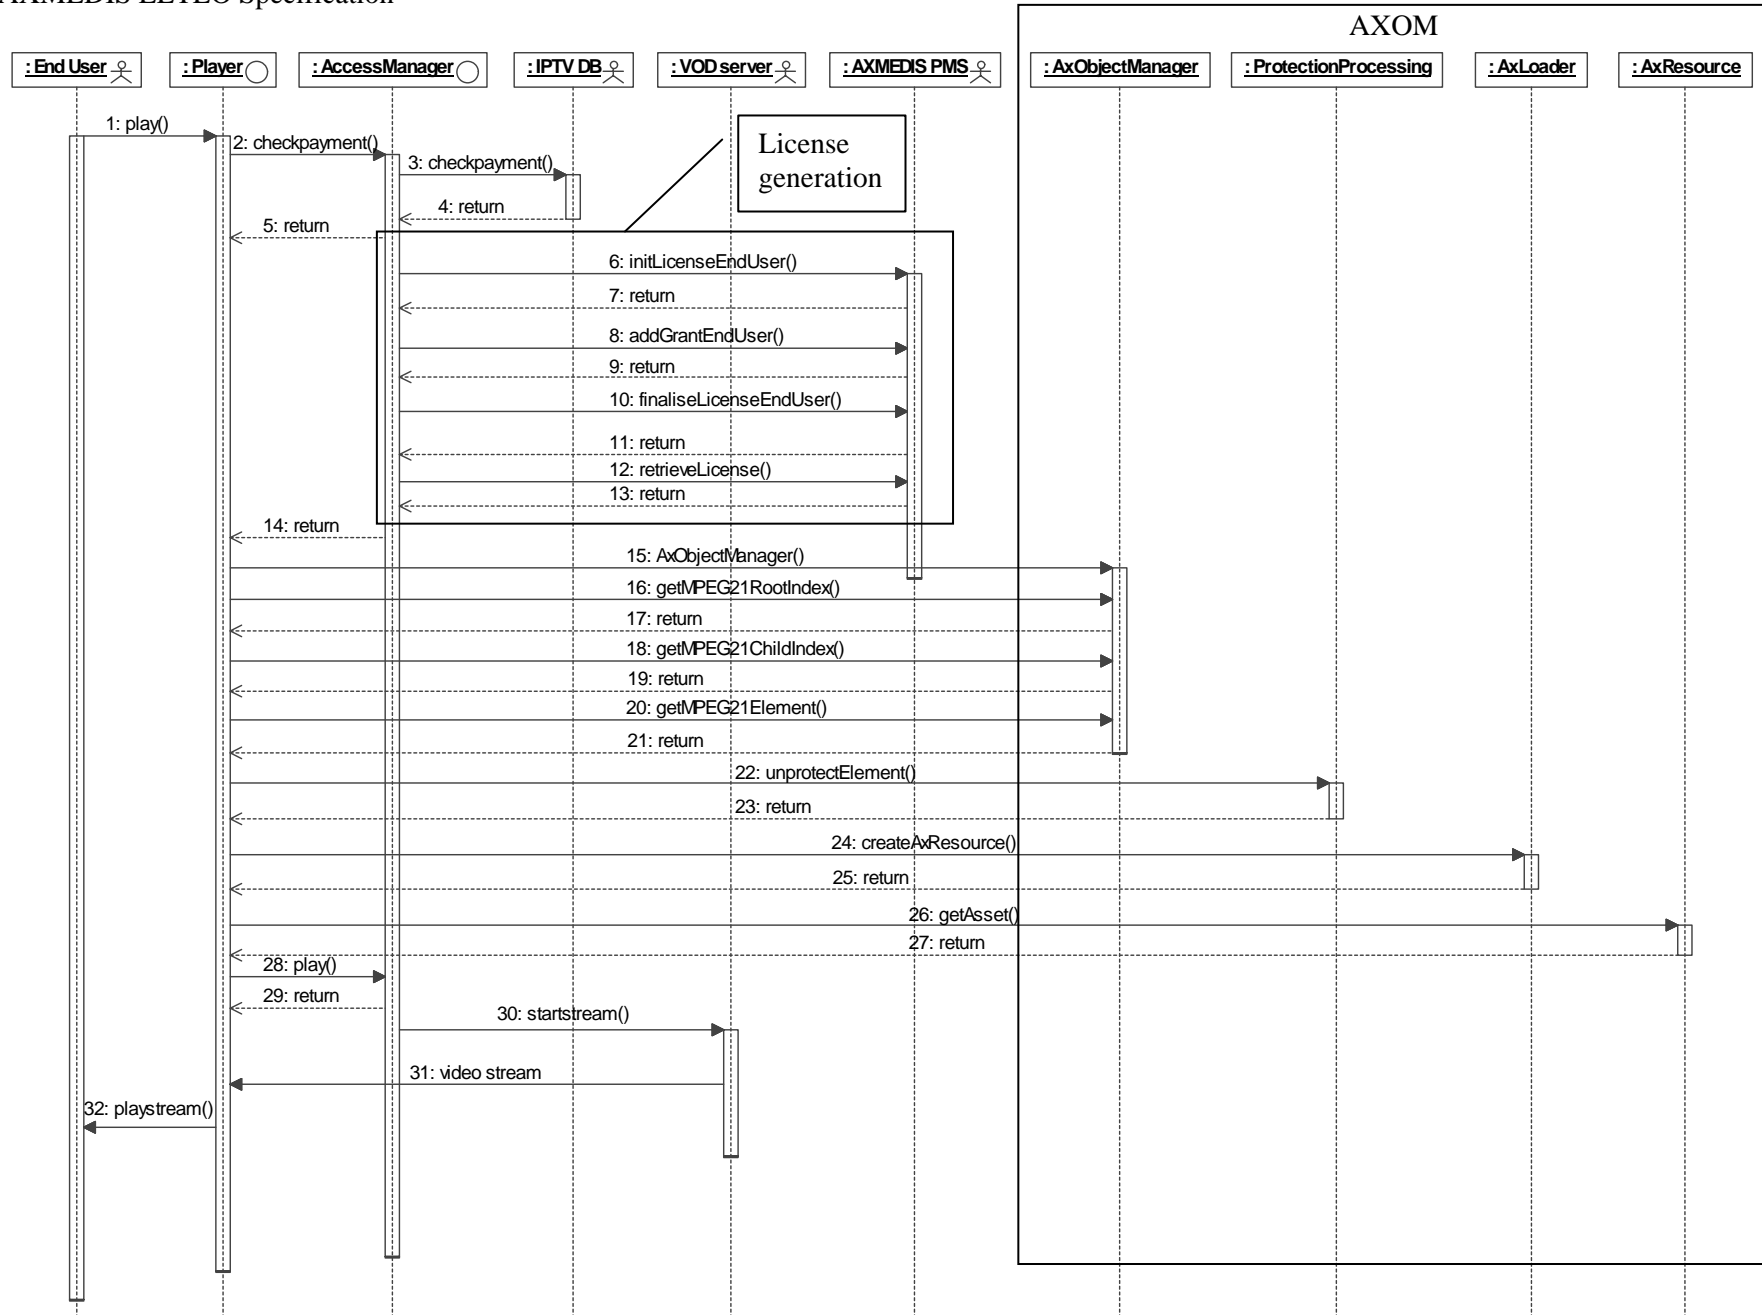 AXOM
: End User
: Player
: AccessManager
: IPTV DB
: VOD server
: AXMEDIS PMS
: AxObjectManager
: ProtectionProcessing
: AxLoader
: AxResource
1: play()
2: checkpayment()
3: checkpayment()
License
generation
4: return
5: return
6: initLicenseEndUser()
7: return
8: addGrantEndUser()
9: return
10: finaliseLicenseEndUser()
11: return
12: retrieveLicense()
13: return
14: return
15: AxObjectManager()
16: getMPEG21RootIndex()
17: return
18: getMPEG21ChildIndex()
19: return
20: getMPEG21Element()
21: return
22: unprotectElement()
23: return
24: createAxResource()
25: return
26: getAsset()
27: return
28: play()
29: return
30: startstream()
31: video stream
32: playstream()